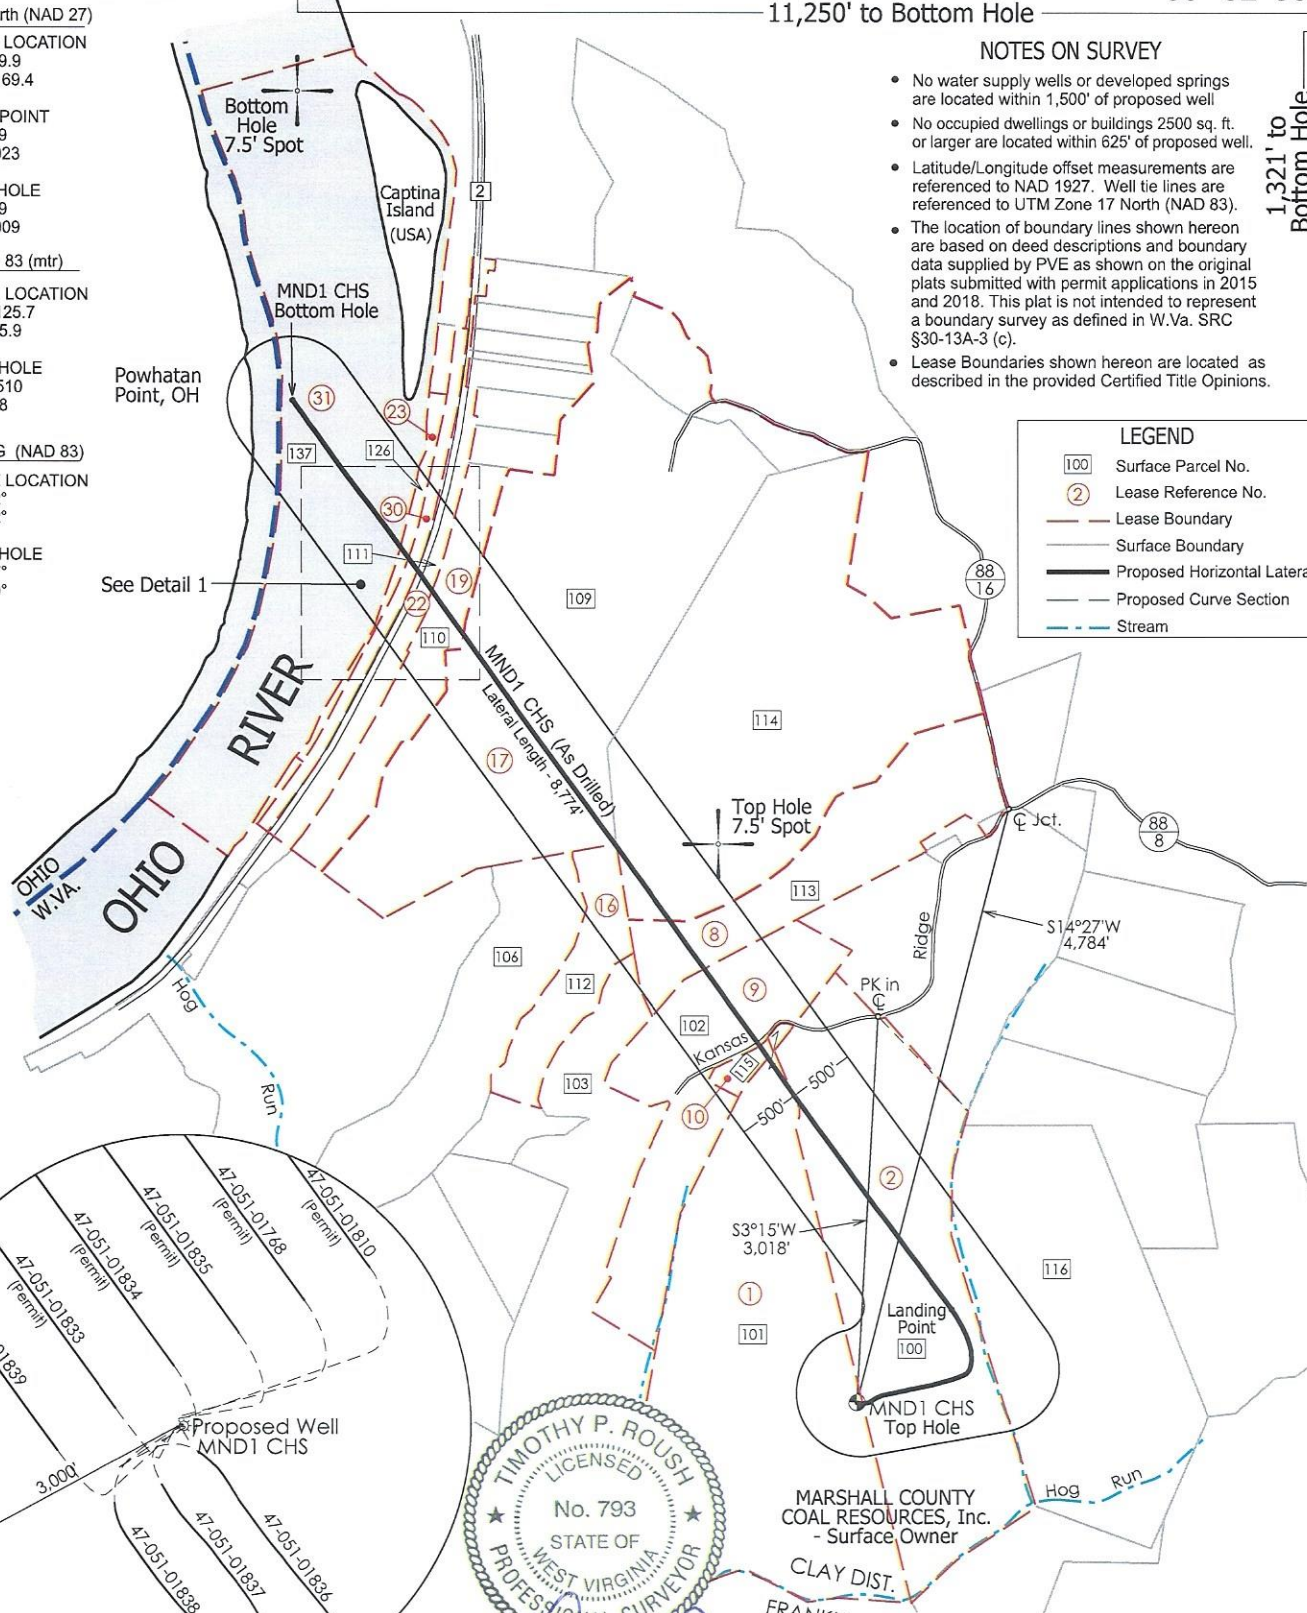 rth (NAD 27)
LOCATION
9.9
69.4
POINT
9
023
HOLE
9
009
83 (mtr)
LOCATION
125.7
5.9
HOLE
510
8
G (NAD 83)
LOCATION
HOLE
11,250' to Bottom Hole
1,321' to
Bottom Hole
NOTES ON SURVEY
• No water supply wells or developed springs
are located within 1,500' of proposed well
• No occupied dwellings or buildings 2500 sq. ft.
or larger are located within 625' of proposed well.
• Latitude/Longitude offset measurements are
referenced to NAD 1927. Well tie lines are
referenced to UTM Zone 17 North (NAD 83).
• The location of boundary lines shown hereon
are based on deed descriptions and boundary
data supplied by PVE as shown on the original
plats submitted with permit applications in 2015
and 2018. This plat is not intended to represent
a boundary survey as defined in W.Va. SRC
§30-13A-3 (c).
• Lease Boundaries shown hereon are located as
described in the provided Certified Title Opinions.
LEGEND
100 Surface Parcel No.
2 Lease Reference No.
Lease Boundary
Surface Boundary
Proposed Horizontal Latera
Proposed Curve Section
Stream
Bottom
Hole
7.5' Spot
Captina
Island
(USA)
2
MND1 CHS
Bottom Hole
Powhatan
Point, OH
31
23
137
126
30
111
See Detail 1
19
22
110
109
88
16
RIVER
MND1 CHS (As Drilled)
Lateral Length - 8,774'
17
114
Top Hole
7.5' Spot
℄ Jct.
88
8
OHIO
W.VA.
OHIO
113
16
8
S14°27'W
4,784'
Ridge
106
112
9
PK in
℄
Hog
102
Kansas
115
103
10
500'
500'
Run
2
S3°15'W
3,018'
116
1
101
Landing
Point
100
MND1 CHS
Top Hole
47-051-01810
(Permit)
47-051-01768
(Permit)
47-051-01835
(Permit)
47-051-01834
(Permit)
47-051-01833
(Permit)
01839
Proposed Well
MND1 CHS
3,000'
47-051-01838
47-051-01837
47-051-01836
TIMOTHY P. ROUSH
LICENSED
No. 793
STATE OF
WEST VIRGINIA
MARSHALL COUNTY
COAL RESOURCES, Inc.
- Surface Owner
Hog Run
CLAY DIST.